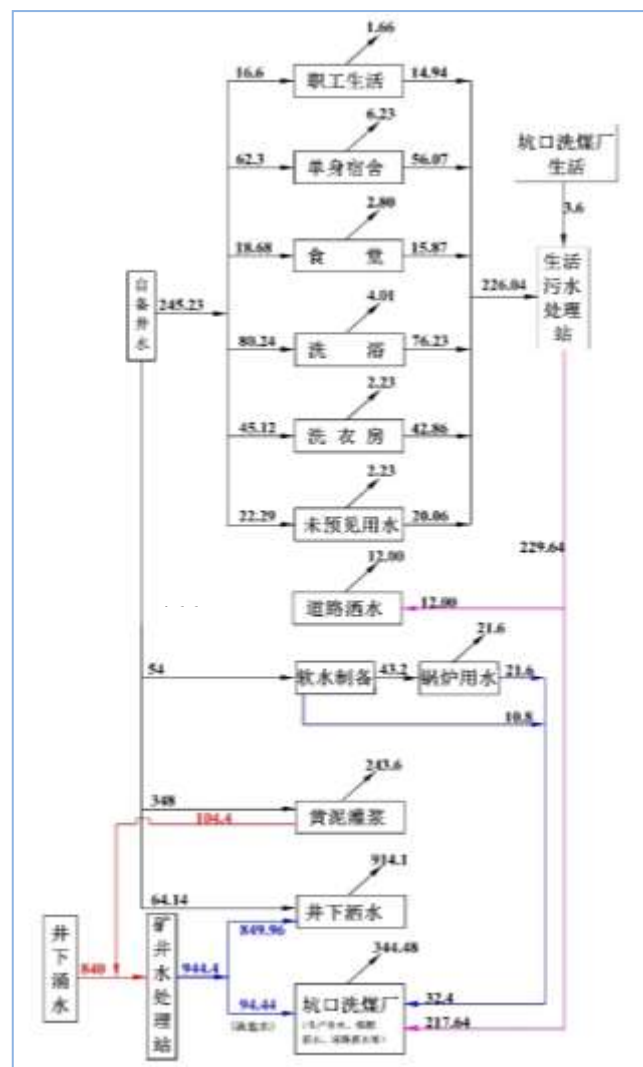 1.66
16.6
职工生活
14.94
6.23
62.3
单身宿舍
56.07
坑口洗煤厂
生活
3.6
2.80
18.68
食 堂
15.87
生活
污水
处理
站
自备井水
245.23
226.04
4.01
80.24
洗 浴
76.23
2.23
45.12
洗 衣 房
42.86
2.23
22.29
未预见用水
20.06
229.64
12.00
道路洒水
12.00
21.6
54
软水制备
43.2
锅炉用水
21.6
10.8
243.6
348
黄泥灌浆
104.4
914.1
64.14
井下洒水
849.96
井下涌水
840
矿井水处理站
944.4
344.48
94.44
坑口洗煤厂
32.4
217.64